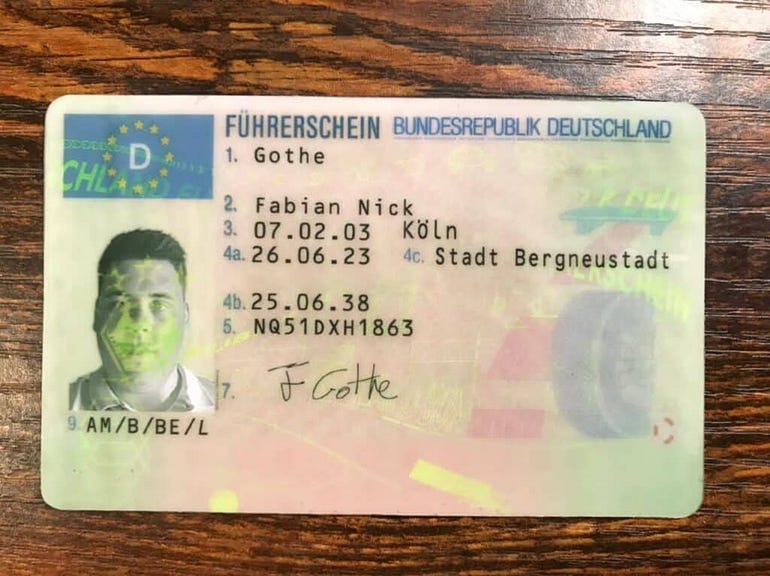 D
FÜHRERSCHEIN BUNDESREPUBLIK DEUTSCHLAND
1. Gothe
2. Fabian Nick
3. 07.02.03 Köln
4a. 26.06.23 4c. Stadt Bergneustadt
4b. 25.06.38
5. NQ51DXH1863
7. F Gothe
9. AM/B/BE/L